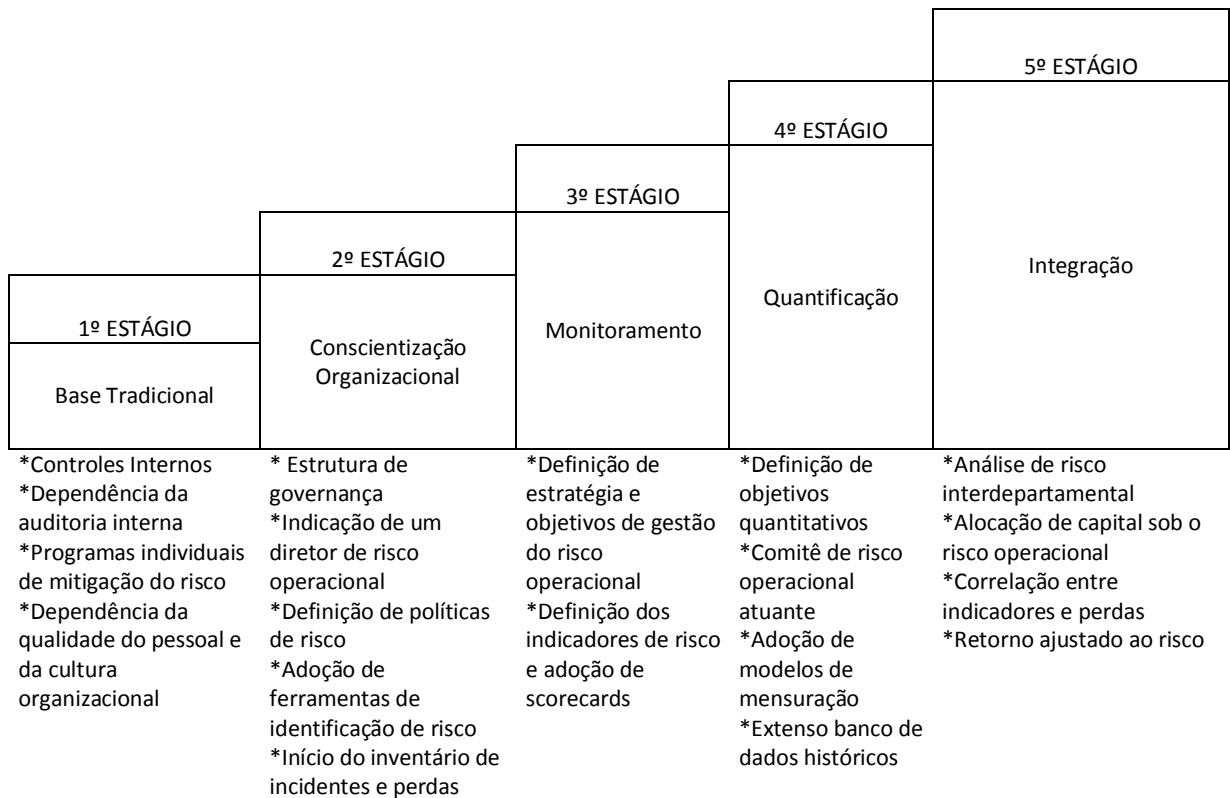 5º ESTÁGIO
4º ESTÁGIO
3º ESTÁGIO
2º ESTÁGIO
1º ESTÁGIO
Base Tradicional
Conscientização
Organizacional
Monitoramento
Quantificação
Integração
*Controles Internos
*Dependência da
auditoria interna
*Programas individuais
de mitigação do risco
*Dependência da
qualidade do pessoal e
da cultura
organizacional
* Estrutura de
governança
*Indicação de um
diretor de risco
operacional
*Definição de políticas
de risco
*Adoção de
ferramentas de
identificação de risco
*Início do inventário de
incidentes e perdas
*Definição de
estratégia e
objetivos de gestão
do risco
operacional
*Definição dos
indicadores de risco
e adoção de
scorecards
*Definição de
objetivos
quantitativos
*Comitê de risco
operacional
atuante
*Adoção de
modelos de
mensuração
*Extenso banco de
dados históricos
*Análise de risco
interdepartamental
*Alocação de capital sob o
risco operacional
*Correlação entre
indicadores e perdas
*Retorno ajustado ao risco